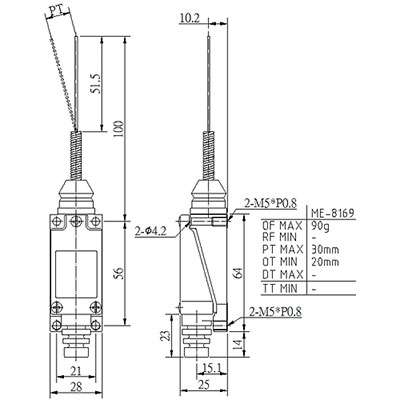 PT
10.2
51.5
100
2-M5*P0.8
2-Φ4.2
ME-8169
OF MAX 90g
RF MIN -
PT MAX 30mm
OT MIN 20mm
DT MAX -
TT MIN -
56
64
2-M5*P0.8
23
14
21
15.1
28
25